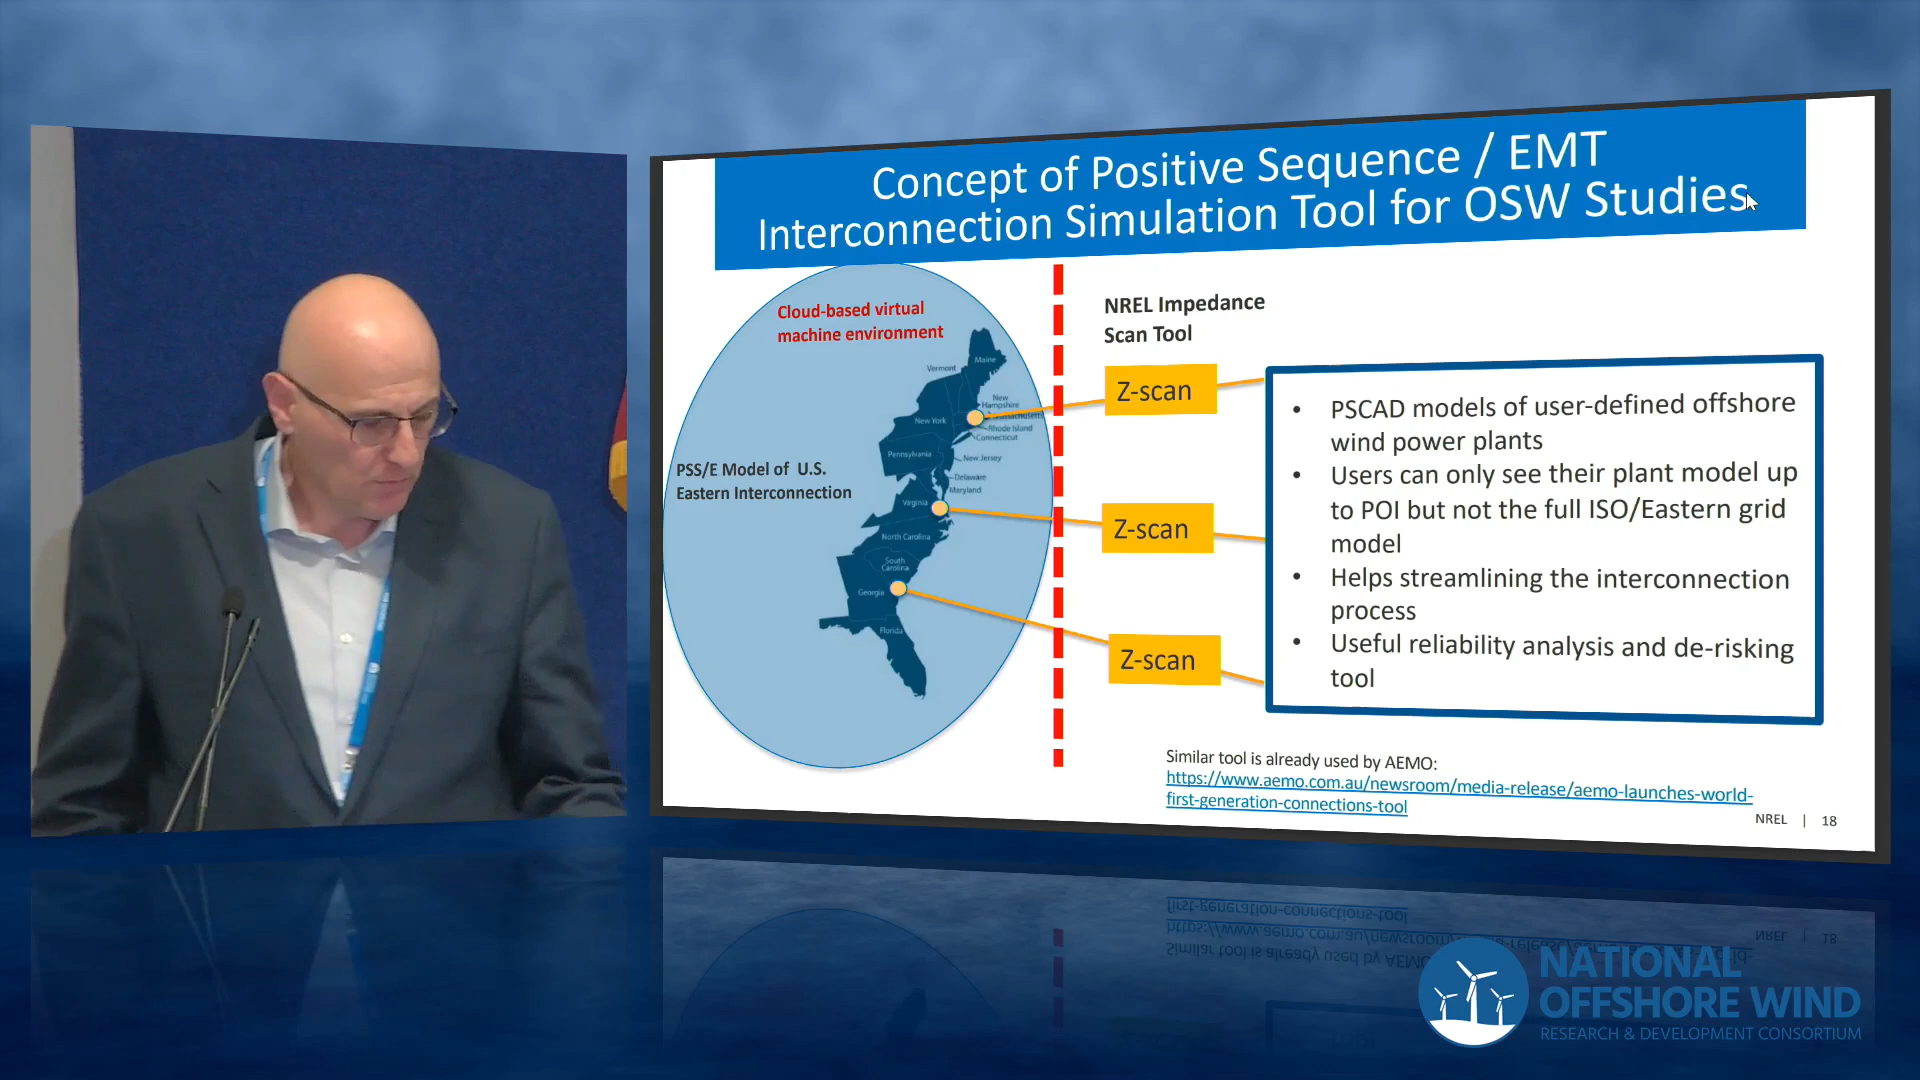 Concept of Positive Sequence / EMT
Interconnection Simulation Tool for OSW Studies
Cloud-based virtual
machine environment
PSS/E Model of U.S.
Eastern Interconnection
Maine
Vermont
New
Hampshire
Massachusetts
New York
Rhode Island
Connecticut
Pennsylvania
New Jersey
Delaware
Maryland
Virginia
North Carolina
South
Carolina
Georgia
Florida
NREL Impedance
Scan Tool
Z-scan
Z-scan
Z-scan
• PSCAD models of user-defined offshore
wind power plants
• Users can only see their plant model up
to POI but not the full ISO/Eastern grid
model
• Helps streamlining the interconnection
process
• Useful reliability analysis and de-risking
tool
Similar tool is already used by AEMO:
https://www.aemo.com.au/newsroom/media-release/aemo-launches-world-
first-generation-connections-tool
NREL | 18
NATIONAL
OFFSHORE WIND
RESEARCH & DEVELOPMENT CONSORTIUM